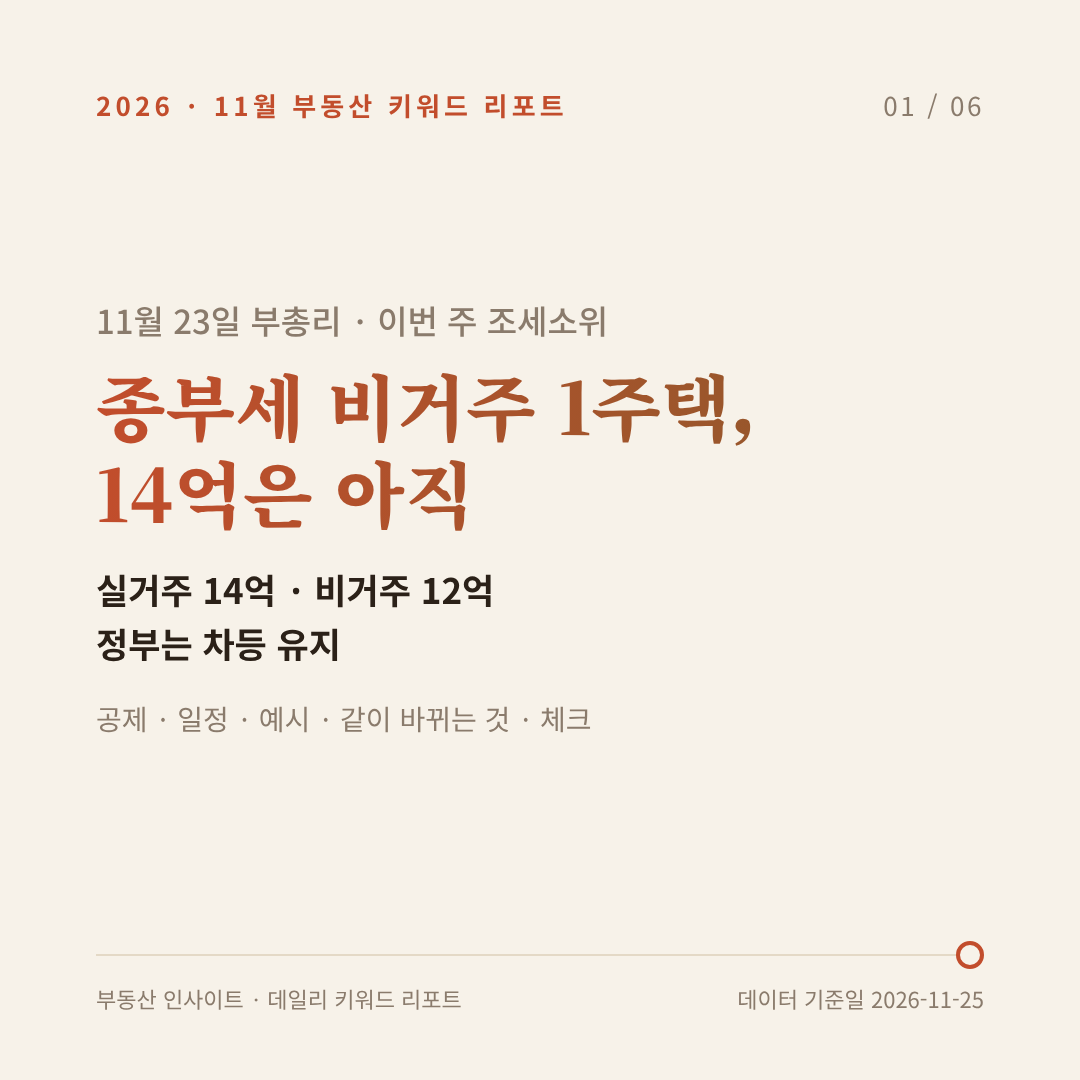 2026 · 11월 부동산 키워드 리포트
01 / 06
11월 23일 부총리 · 이번 주 조세소위
종부세 비거주 1주택,
14억은 아직
실거주 14억 · 비거주 12억
정부는 차등 유지
공제 · 일정 · 예시 · 같이 바뀌는 것 · 체크
부동산 인사이트 · 데일리 키워드 리포트
데이터 기준일 2026-11-25